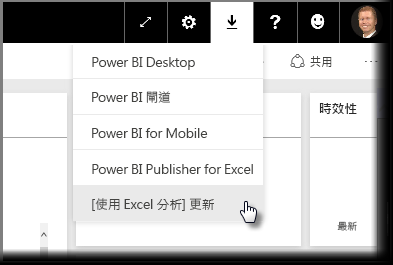 Power BI Desktop
共用
Power BI 閘道
時效性
Power BI for Mobile
Power BI Publisher for Excel
[使用 Excel 分析] 更新
最新